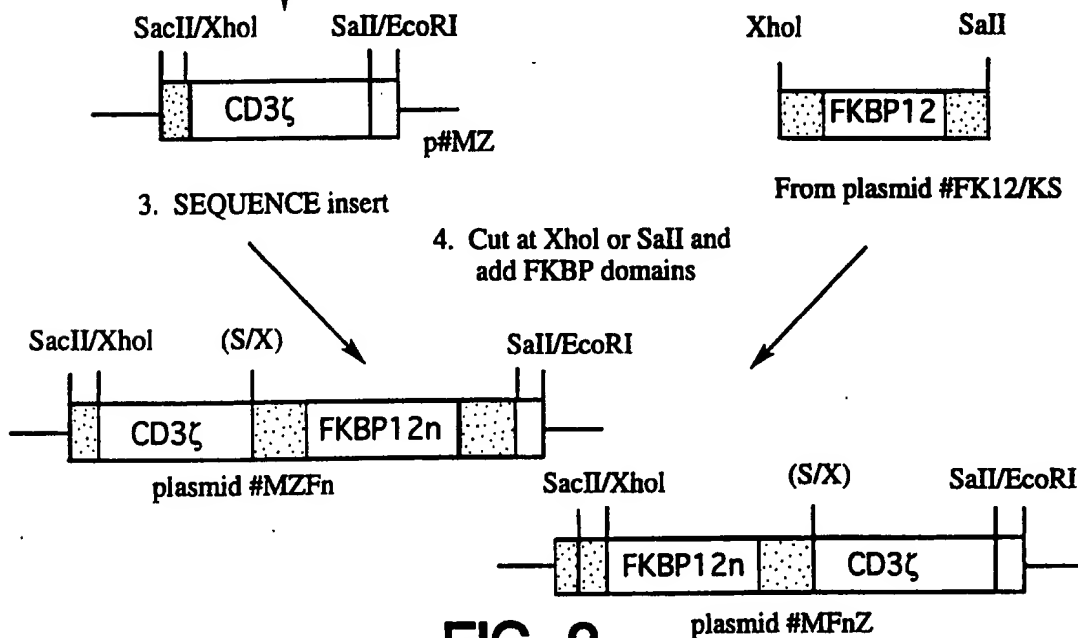 SacII/XhoI SalI/EcoRI XhoI SalI
CD3ζ FKBP12
p#MZ
3. SEQUENCE insert From plasmid #FK12/KS
4. Cut at XhoI or SalI and
add FKBP domains
SacII/XhoI (S/X) SalI/EcoRI
CD3ζ FKBP12n
plasmid #MZFn
SacII/XhoI (S/X) SalI/EcoRI
FKBP12n CD3ζ
plasmid #MFnZ
FIG.